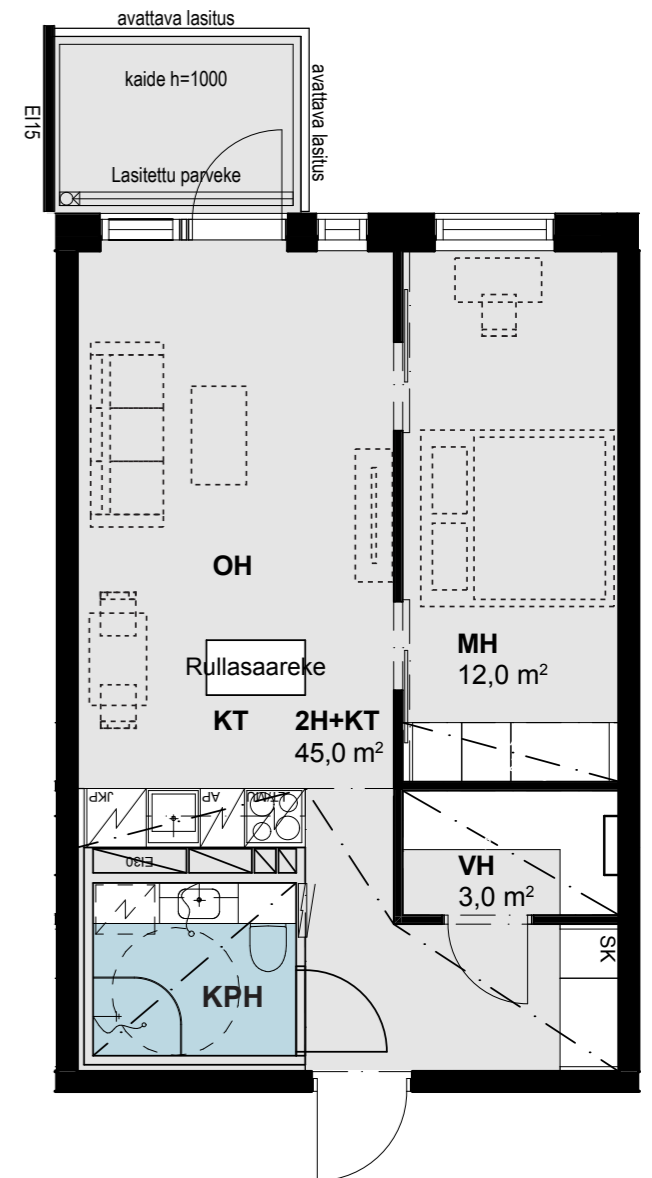 avattava lasitus
kaide h=1000
avattava lasitus
EI15
Lasitettu parveke
OH
MH
12,0 m²
Rullasaareke
KT
2H+KT
45,0 m²
JKP
AP
EI30
VH
3,0 m²
SK
KPH